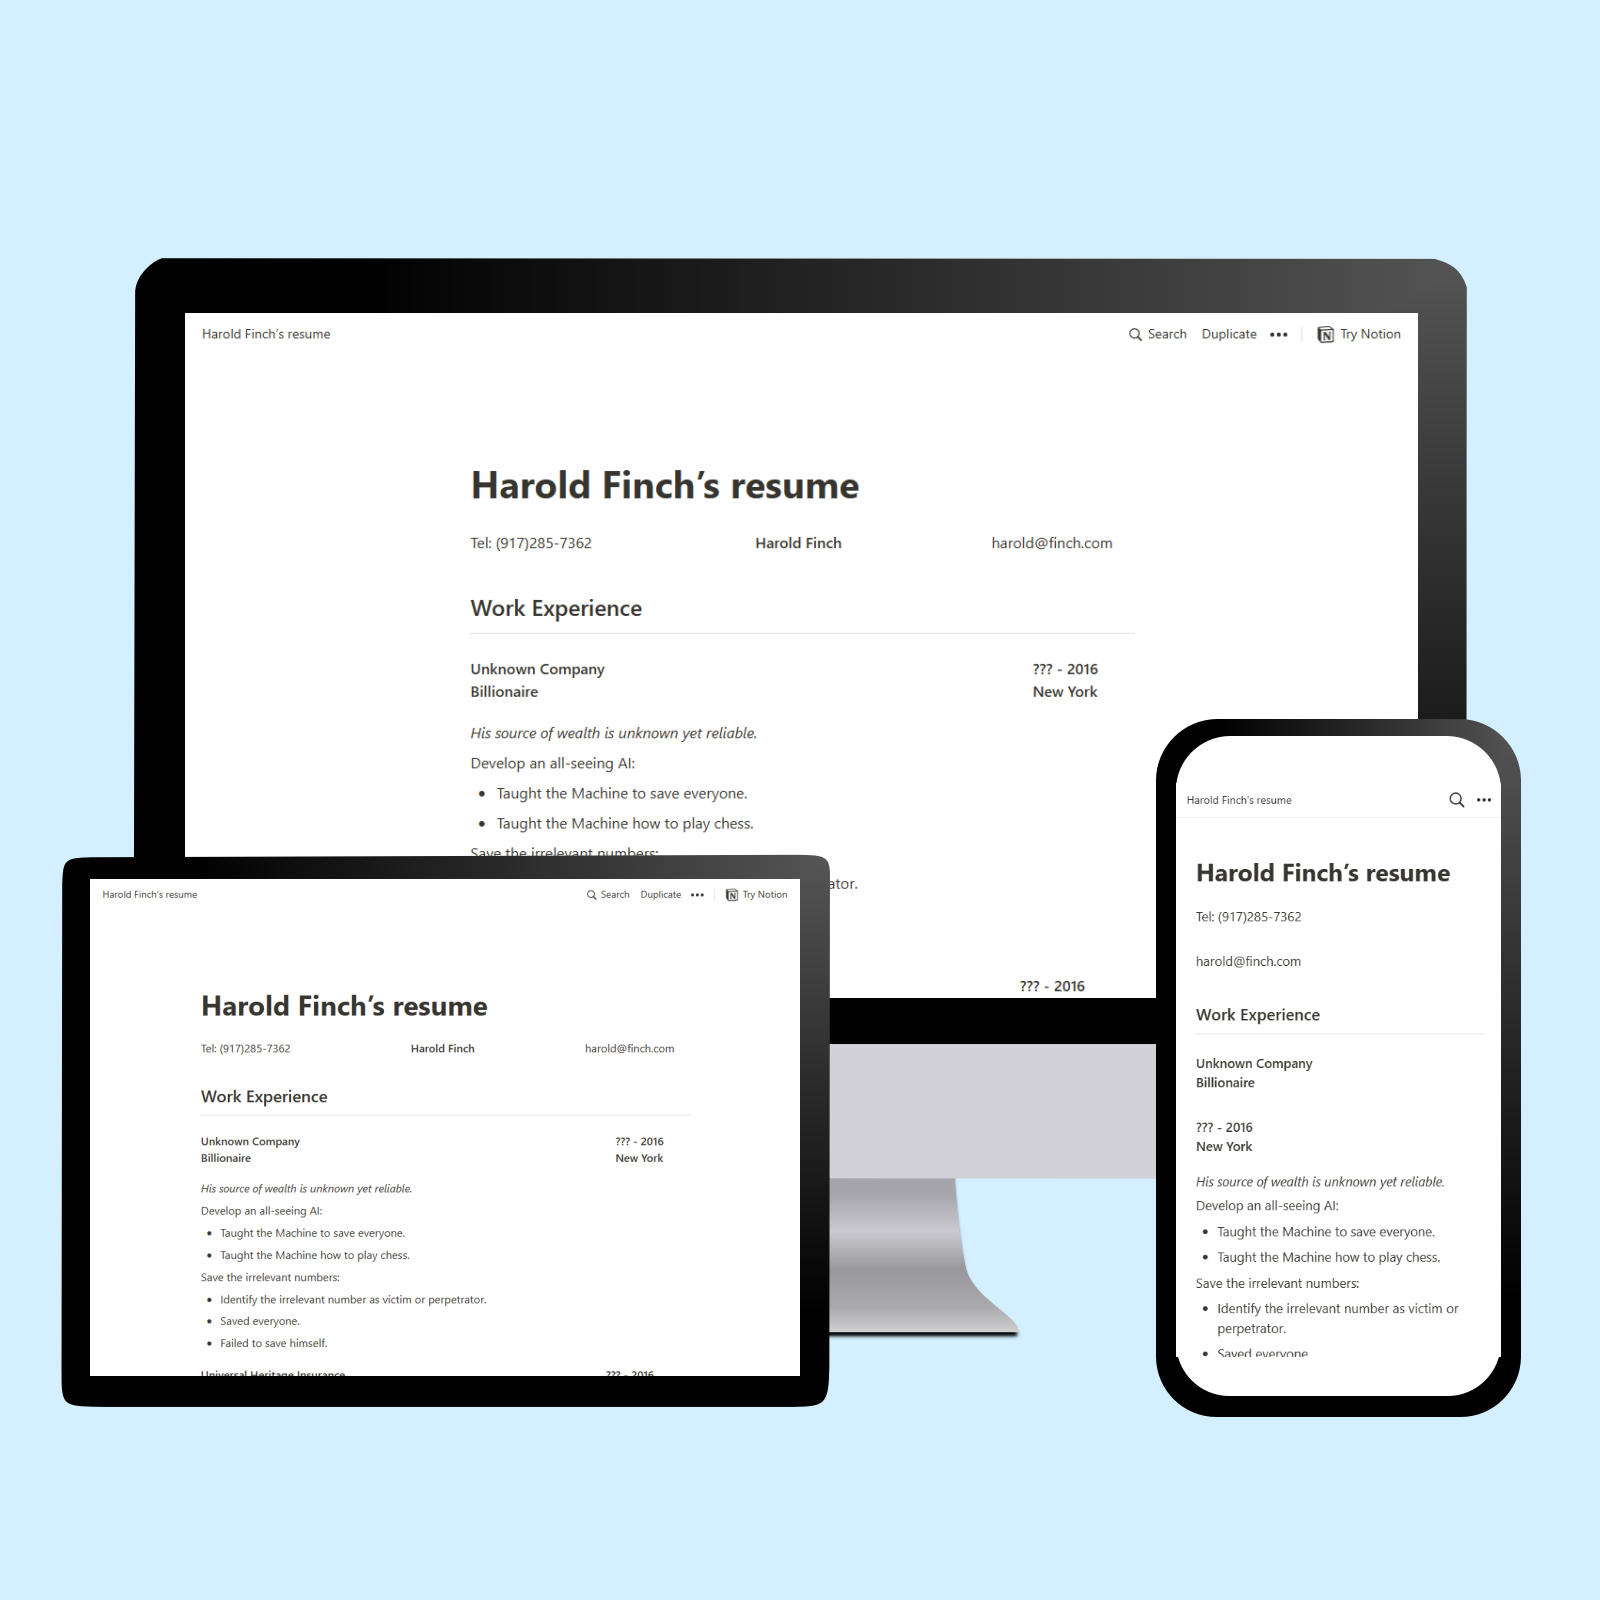 Harold Finch's resume
Search Duplicate ••• Try Notion
Harold Finch's resume
Tel: (917)285-7362 Harold Finch harold@finch.com
Work Experience
Unknown Company ??? - 2016
Billionaire New York
His source of wealth is unknown yet reliable.
Develop an all-seeing AI:
• Taught the Machine to save everyone.
• Taught the Machine how to play chess.
Save the irrelevant numbers:
ator.
??? - 2016
Harold Finch's resume
Search Duplicate ••• Try Notion
Harold Finch's resume
Tel: (917)285-7362 Harold Finch harold@finch.com
Work Experience
Unknown Company ??? - 2016
Billionaire New York
His source of wealth is unknown yet reliable.
Develop an all-seeing AI:
• Taught the Machine to save everyone.
• Taught the Machine how to play chess.
Save the irrelevant numbers:
• Identify the irrelevant number as victim or perpetrator.
• Saved everyone.
• Failed to save himself.
Universal Heritage Insurance ??? - 2016
Harold Finch's resume •••
Harold Finch's resume
Tel: (917)285-7362
harold@finch.com
Work Experience
Unknown Company
Billionaire
??? - 2016
New York
His source of wealth is unknown yet reliable.
Develop an all-seeing AI:
• Taught the Machine to save everyone.
• Taught the Machine how to play chess.
Save the irrelevant numbers:
• Identify the irrelevant number as victim or
perpetrator.
• Saved everyone